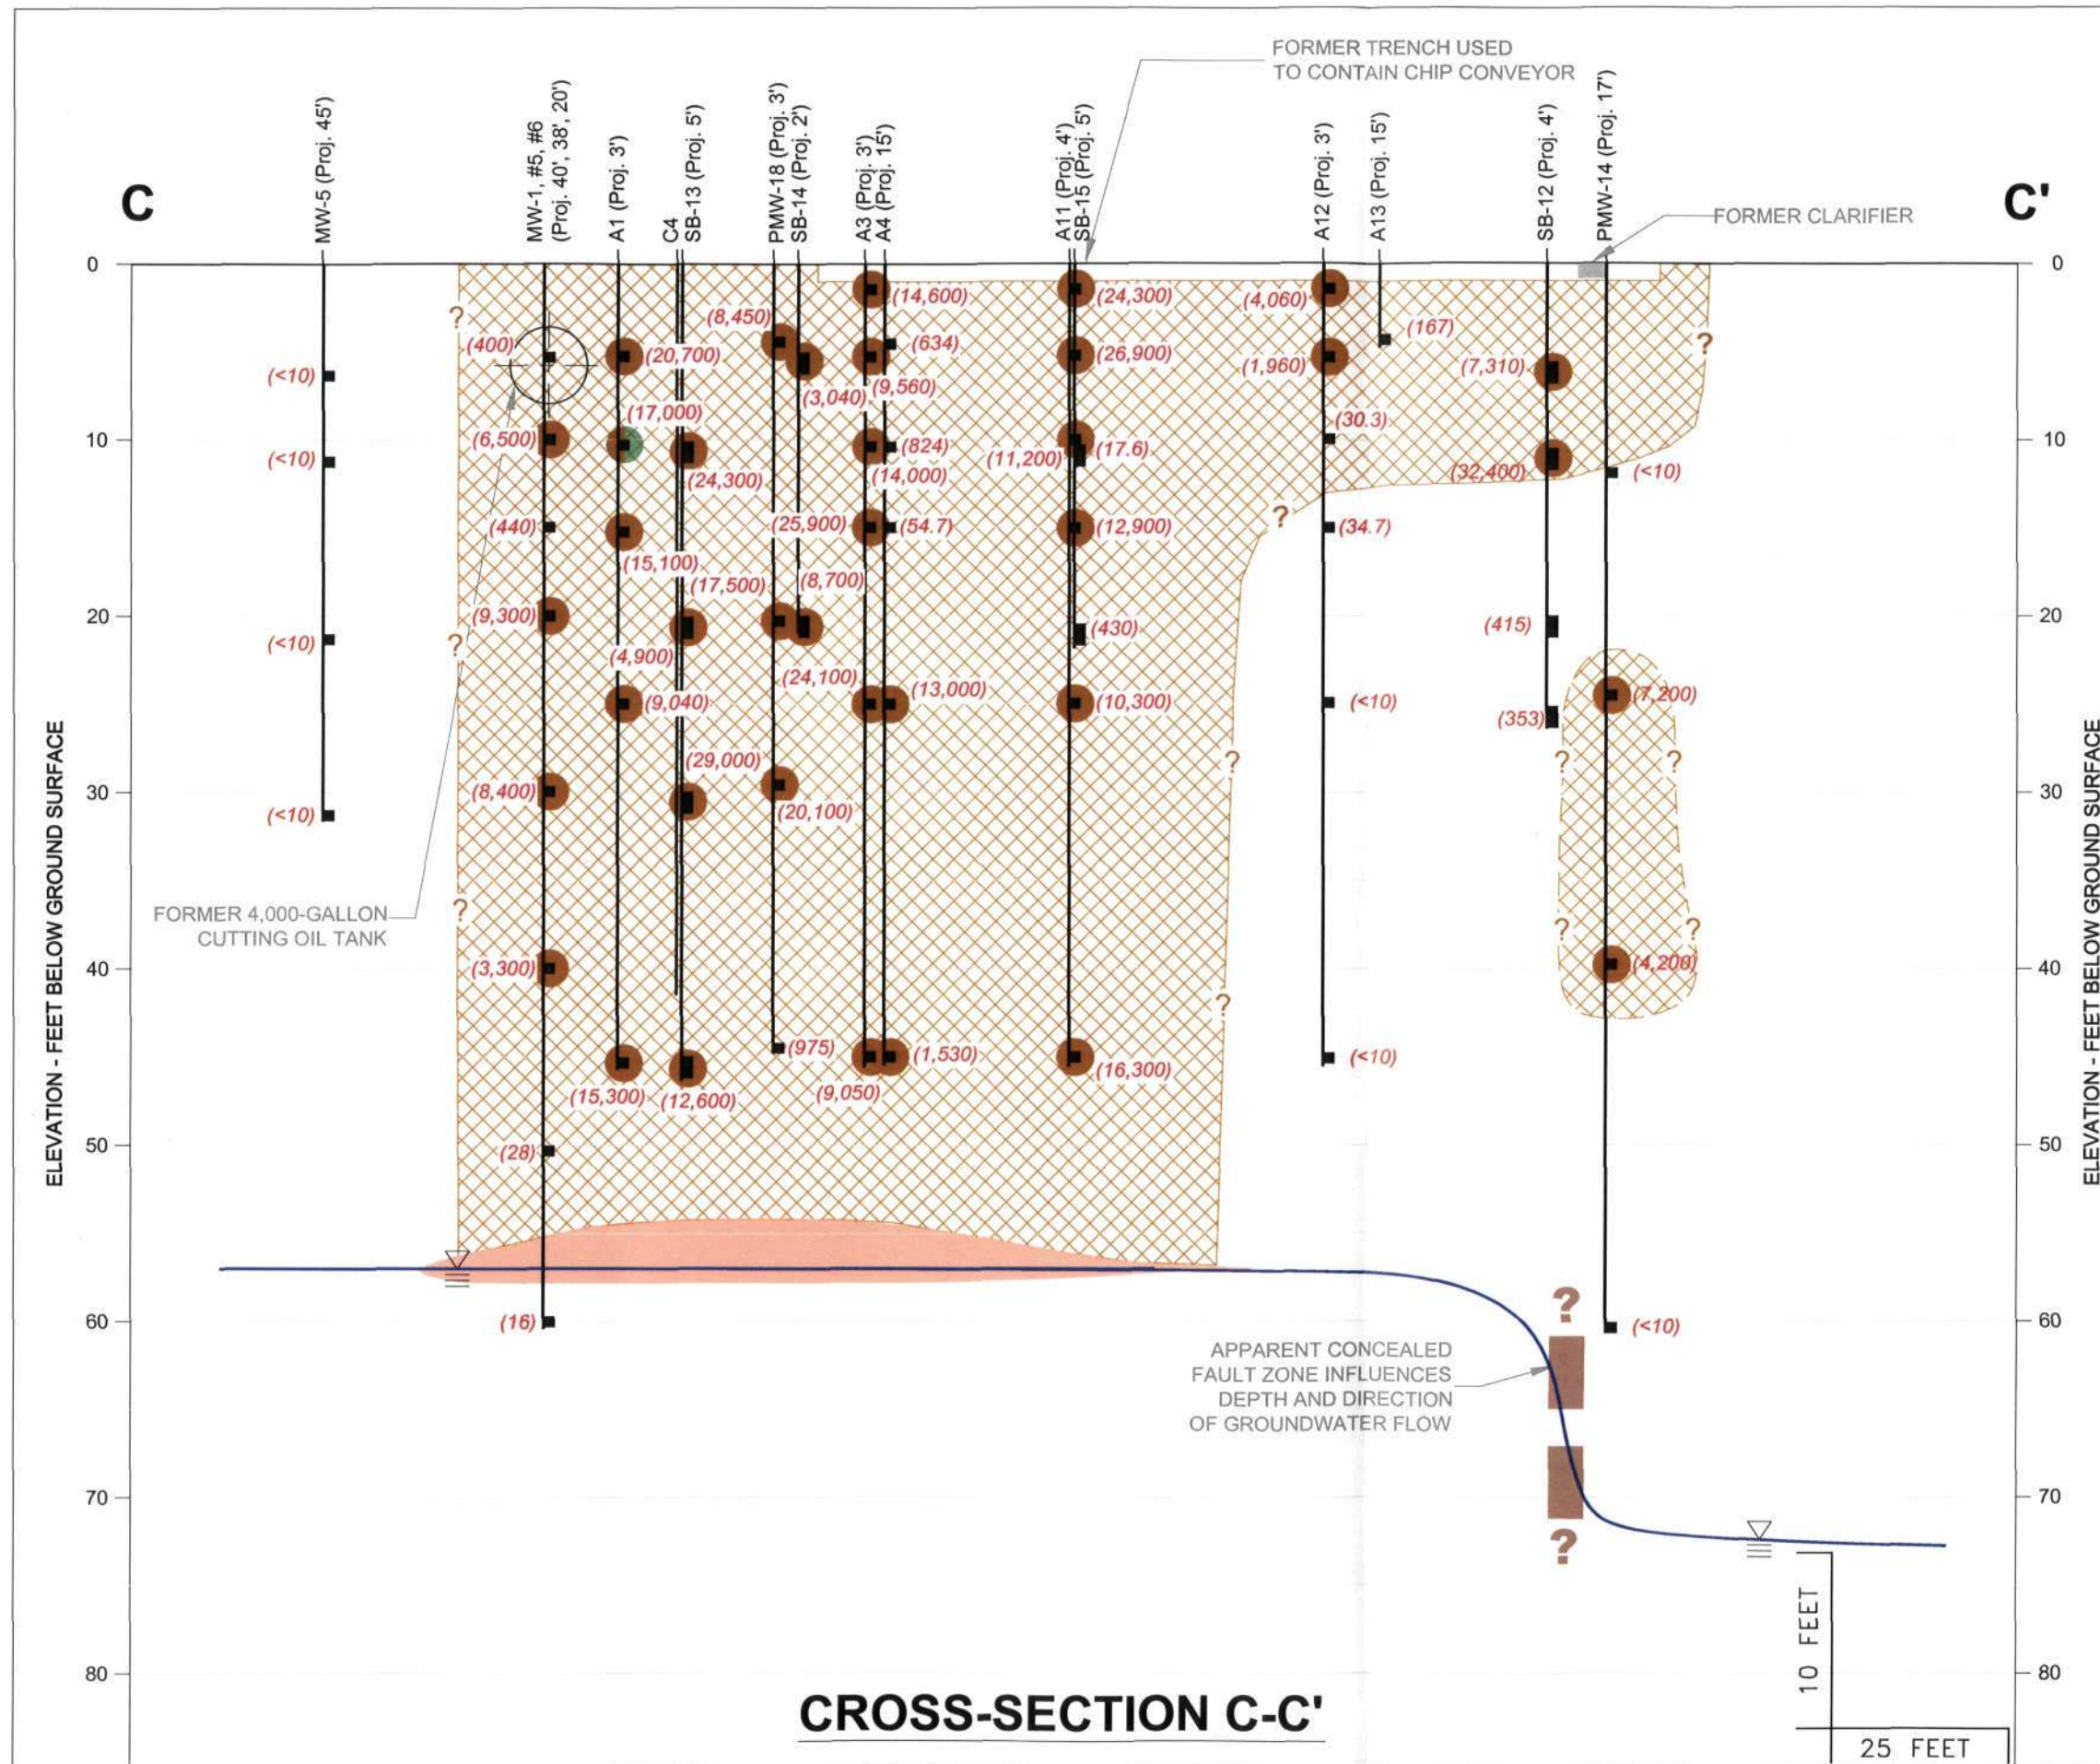 FORMER TRENCH USED
TO CONTAIN CHIP CONVEYOR
MW-5 (Proj. 45')
MW-1, #5, #6
(Proj. 40', 38', 20')
A1 (Proj. 3')
C4
SB-13 (Proj. 5')
PMW-18 (Proj. 3')
SB-14 (Proj. 2')
A3 (Proj. 3')
A4 (Proj. 15')
A11 (Proj. 4')
SB-15 (Proj. 5')
A12 (Proj. 3')
A13 (Proj. 15')
SB-12 (Proj. 4')
PMW-14 (Proj. 17')
C
C'
FORMER CLARIFIER
0
0
(14,600)
(24,300)
(4,060)
(8,450)
?
(400)
(20,700)
(634)
(26,900)
(167)
?
(<10)
(3,040)
(9,560)
(1,960)
(7,310)
(17,000)
(30.3)
10
(6,500)
(824)
(17.6)
10
(<10)
(24,300)
(14,000)
(11,200)
(32,400)
(<10)
?
(440)
(25,900)
(54.7)
(12,900)
(34.7)
(15,100)
(17,500)
(8,700)
20
(9,300)
(430)
(415)
20
(<10)
?
(4,900)
(24,100)
(13,000)
(9,040)
(10,300)
(<10)
(353)
(7,200)
(29,000)
?
?
?
30
(8,400)
30
(<10)
(20,100)
FORMER 4,000-GALLON
CUTTING OIL TANK
?
?
?
40
(3,300)
(4,200)
40
?
(975)
(1,530)
(16,300)
(<10)
(15,300)
(12,600)
(9,050)
50
(28)
50
ELEVATION - FEET BELOW GROUND SURFACE
ELEVATION - FEET BELOW GROUND SURFACE
60
(16)
?
(<10)
60
APPARENT CONCEALED
FAULT ZONE INFLUENCES
DEPTH AND DIRECTION
OF GROUNDWATER FLOW
70
70
?
10 FEET
80
80
CROSS-SECTION C-C'
25 FEET